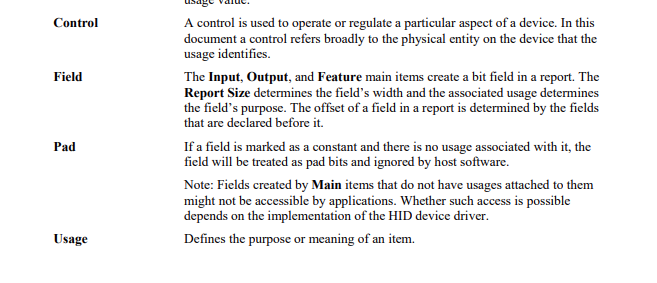 usage value.
Control A control is used to operate or regulate a particular aspect of a device. In this
document a control refers broadly to the physical entity on the device that the
usage identifies.
Field The Input, Output, and Feature main items create a bit field in a report. The
Report Size determines the field’s width and the associated usage determines
the field’s purpose. The offset of a field in a report is determined by the fields
that are declared before it.
Pad If a field is marked as a constant and there is no usage associated with it, the
field will be treated as pad bits and ignored by host software.
Note: Fields created by Main items that do not have usages attached to them
might not be accessible by applications. Whether such access is possible
depends on the implementation of the HID device driver.
Usage Defines the purpose or meaning of an item.